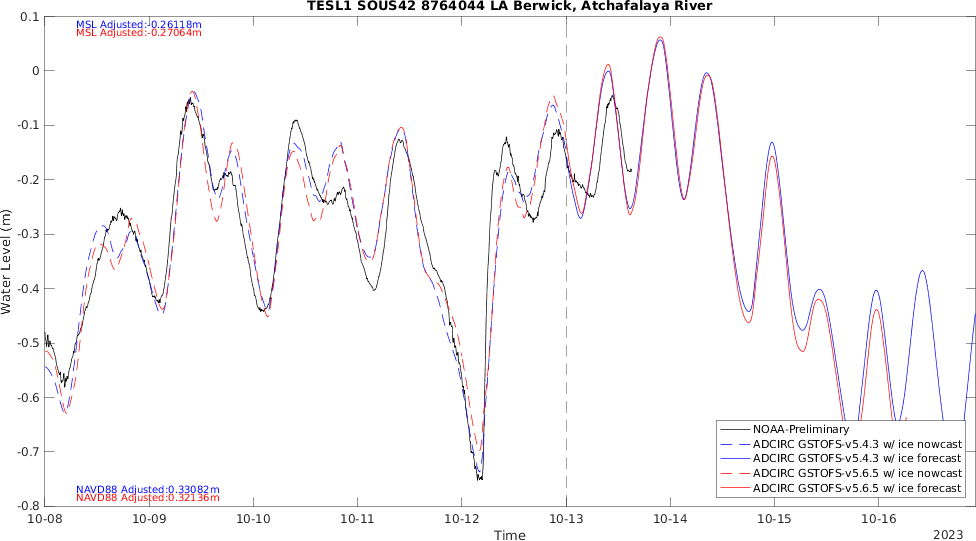 TESL1 SOUS42 8764044 LA Berwick, Atchafalaya River
MSL Adjusted:-0.26118m
MSL Adjusted:-0.27064m
0.1
0
-0.1
-0.2
-0.3
-0.4
-0.5
-0.6
-0.7
-0.8
Water Level (m)
NAVD88 Adjusted:0.33082m
NAVD88 Adjusted:0.32136m
NOAA-Preliminary
ADCIRC GSTOFS-v5.4.3 w/ ice nowcast
ADCIRC GSTOFS-v5.4.3 w/ ice forecast
ADCIRC GSTOFS-v5.6.5 w/ ice nowcast
ADCIRC GSTOFS-v5.6.5 w/ ice forecast
10-08 10-09 10-10 10-11 10-12 10-13 10-14 10-15 10-16
Time
2023